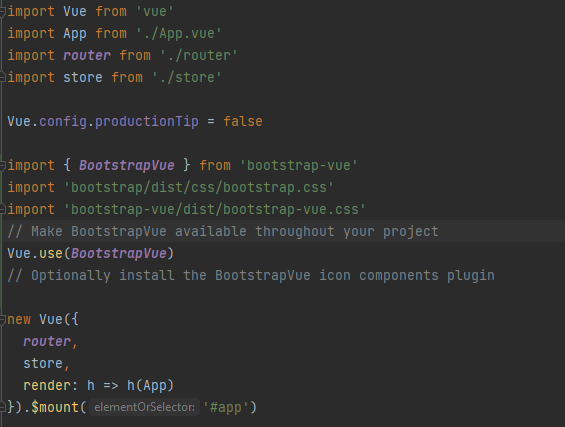 import Vue from 'vue'
import App from './App.vue'
import router from './router'
import store from './store'
Vue.config.productionTip = false
import { BootstrapVue } from 'bootstrap-vue'
import 'bootstrap/dist/css/bootstrap.css'
import 'bootstrap-vue/dist/bootstrap-vue.css'
// Make BootstrapVue available throughout your project
Vue.use(BootstrapVue)
// Optionally install the BootstrapVue icon components plugin
new Vue({
  router,
  store,
  render: h => h(App)
}).$mount( elementOrSelector: '#app')